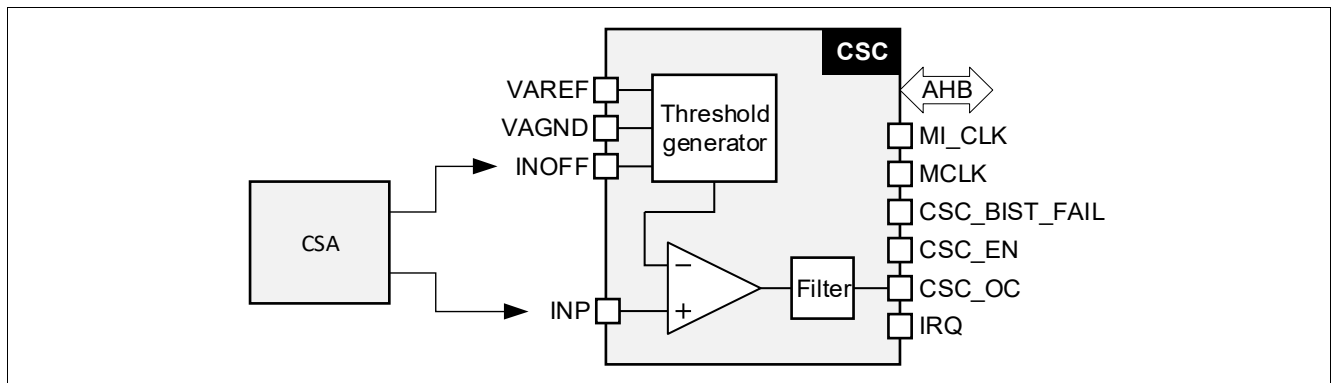 CSC
AHB
VAREF
VAGND
INOFF
Threshold
generator
MI_CLK
MCLK
CSC_BIST_FAIL
CSC_EN
CSC_OC
IRQ
CSA
INP
−
+
Filter